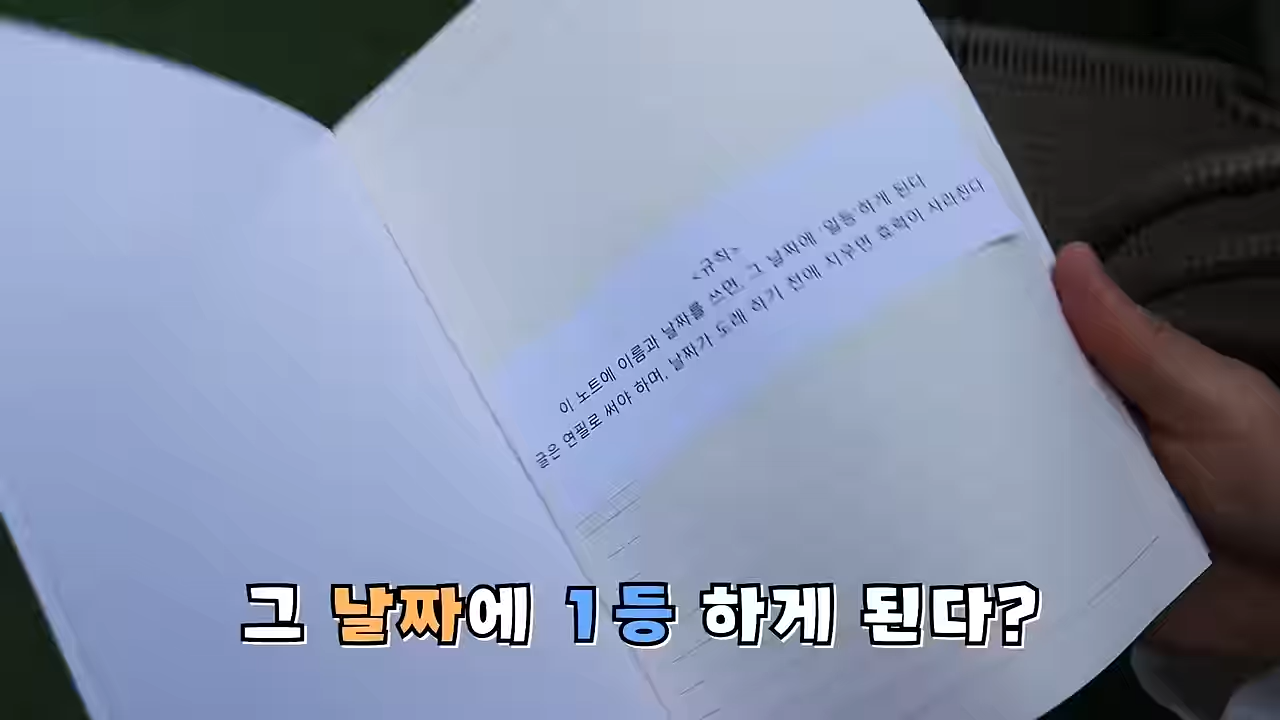 <규칙>
이 노트에 이름과 날짜를 쓰면, 그 날짜에 '일등'하게 된다
글은 연필로 써야 하며, 날짜가 도래 하기 전에 지우면 효력이 사라진다
그 날짜에 1등 하게 된다?